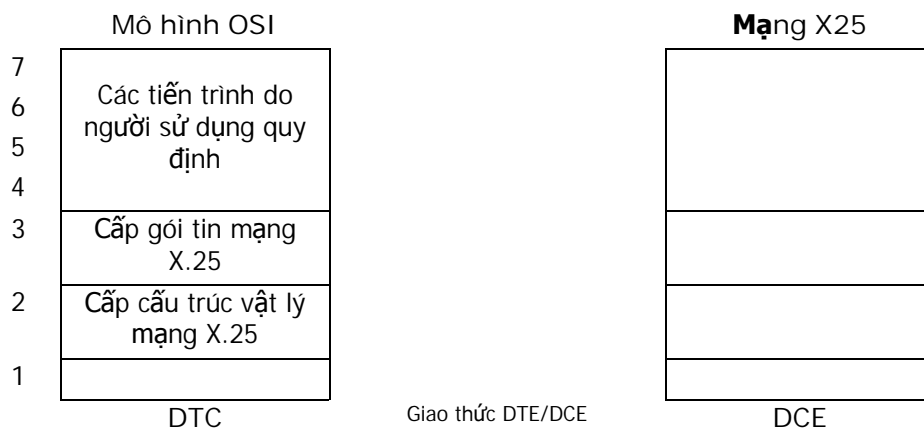 Mô hình OSI
Mạng X25
7
6
5
4
Các tiến trình do
người sử dụng quy
định
3
Cấp gói tin mạng
X.25
2
Cấp cấu trúc vật lý
mạng X.25
1
DTC
Giao thức DTE/DCE
DCE